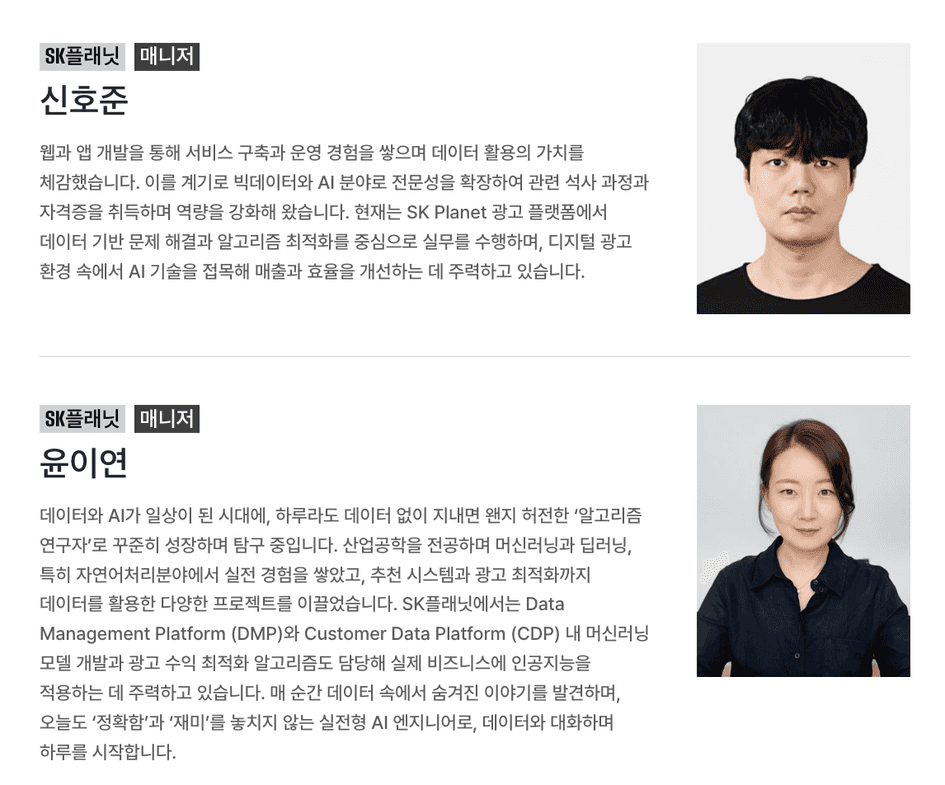 SK플래닛 매니저
신호준
웹과 앱 개발을 통해 서비스 구축과 운영 경험을 쌓으며 데이터 활용의 가치를
체감했습니다. 이를 계기로 빅데이터와 AI 분야로 전문성을 확장하여 관련 석사 과정과
자격증을 취득하며 역량을 강화해 왔습니다. 현재는 SK Planet 광고 플랫폼에서
데이터 기반 문제 해결과 알고리즘 최적화를 중심으로 실무를 수행하며, 디지털 광고
환경 속에서 AI 기술을 접목해 매출과 효율을 개선하는 데 주력하고 있습니다.
SK플래닛 매니저
윤이연
데이터와 AI가 일상이 된 시대에, 하루라도 데이터 없이 지내면 왠지 허전한 ‘알고리즘
연구자’로 꾸준히 성장하며 탐구 중입니다. 산업공학을 전공하며 머신러닝과 딥러닝,
특히 자연어처리분야에서 실전 경험을 쌓았고, 추천 시스템과 광고 최적화까지
데이터를 활용한 다양한 프로젝트를 이끌었습니다. SK플래닛에서는 Data
Management Platform (DMP)와 Customer Data Platform (CDP) 내 머신러닝
모델 개발과 광고 수익 최적화 알고리즘도 담당해 실제 비즈니스에 인공지능을
적용하는 데 주력하고 있습니다. 매 순간 데이터 속에서 숨겨진 이야기를 발견하며,
오늘도 ‘정확함’과 ‘재미’를 놓치지 않는 실전형 AI 엔지니어로, 데이터와 대화하며
하루를 시작합니다.